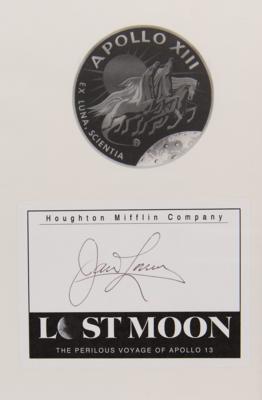 APOLLO XIII
EX LUNA, SCIENTIA
Houghton Mifflin Company
LOST MOON
THE PERILOUS VOYAGE OF APOLLO 13